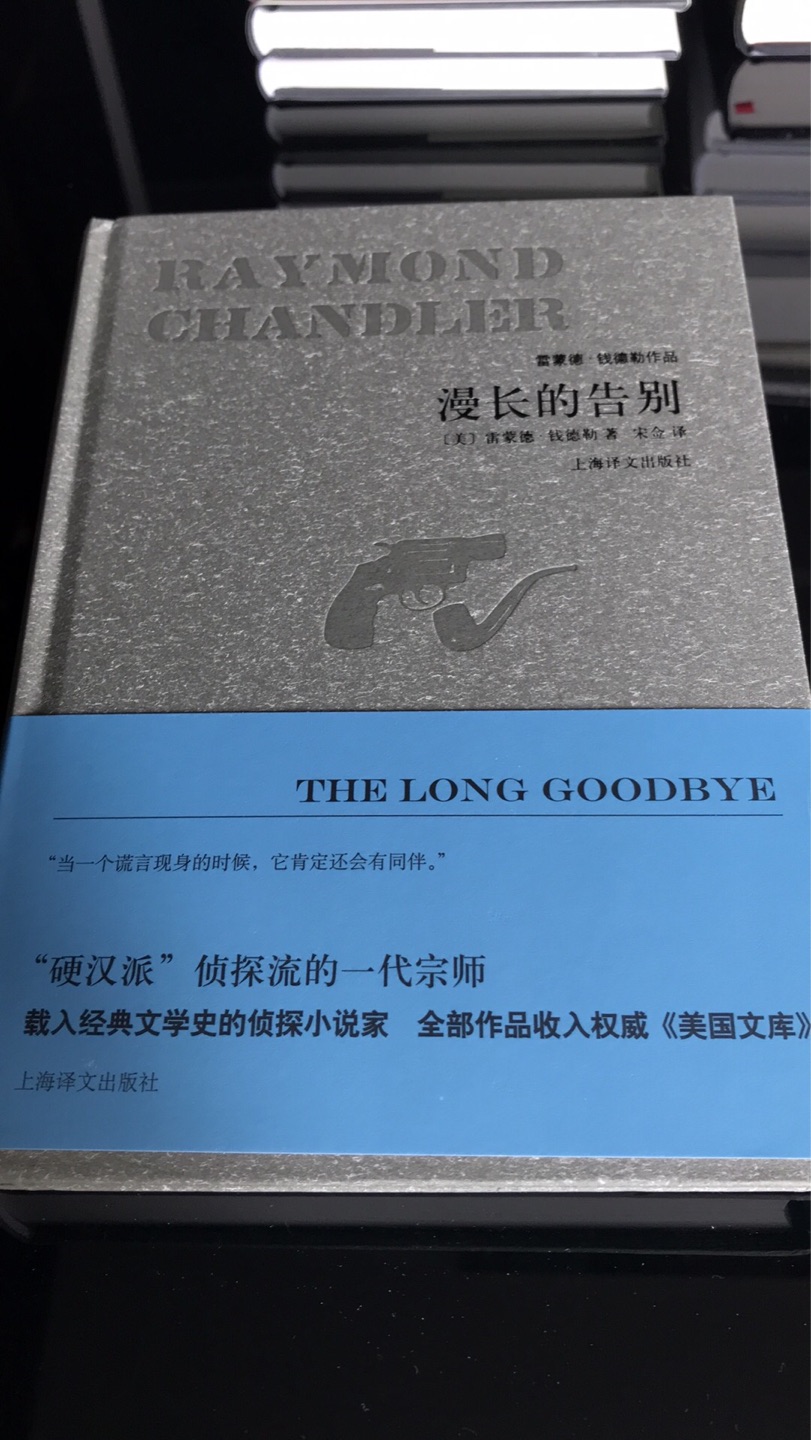 RAYMOND
CHANDLER
雷蒙德·钱德勒作品
漫长的告别
〔美〕雷蒙德 钱德勒 著 宋佥 译
上海译文出版社
THE LONG GOODBYE
“当一个谎言现身的时候，它肯定还会有同伴。”
“硬汉派”侦探流的一代宗师
载入经典文学史的侦探小说家 全部作品收入权威《美国文库》
上海译文出版社